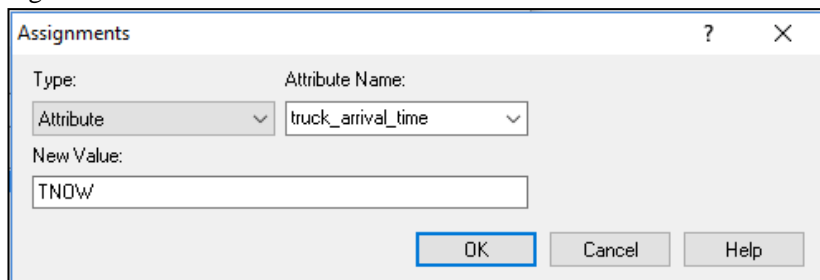 Assignments ? ×
Type: Attribute Name:
Attribute truck_arrival_time
New Value:
TNOW
OK Cancel Help